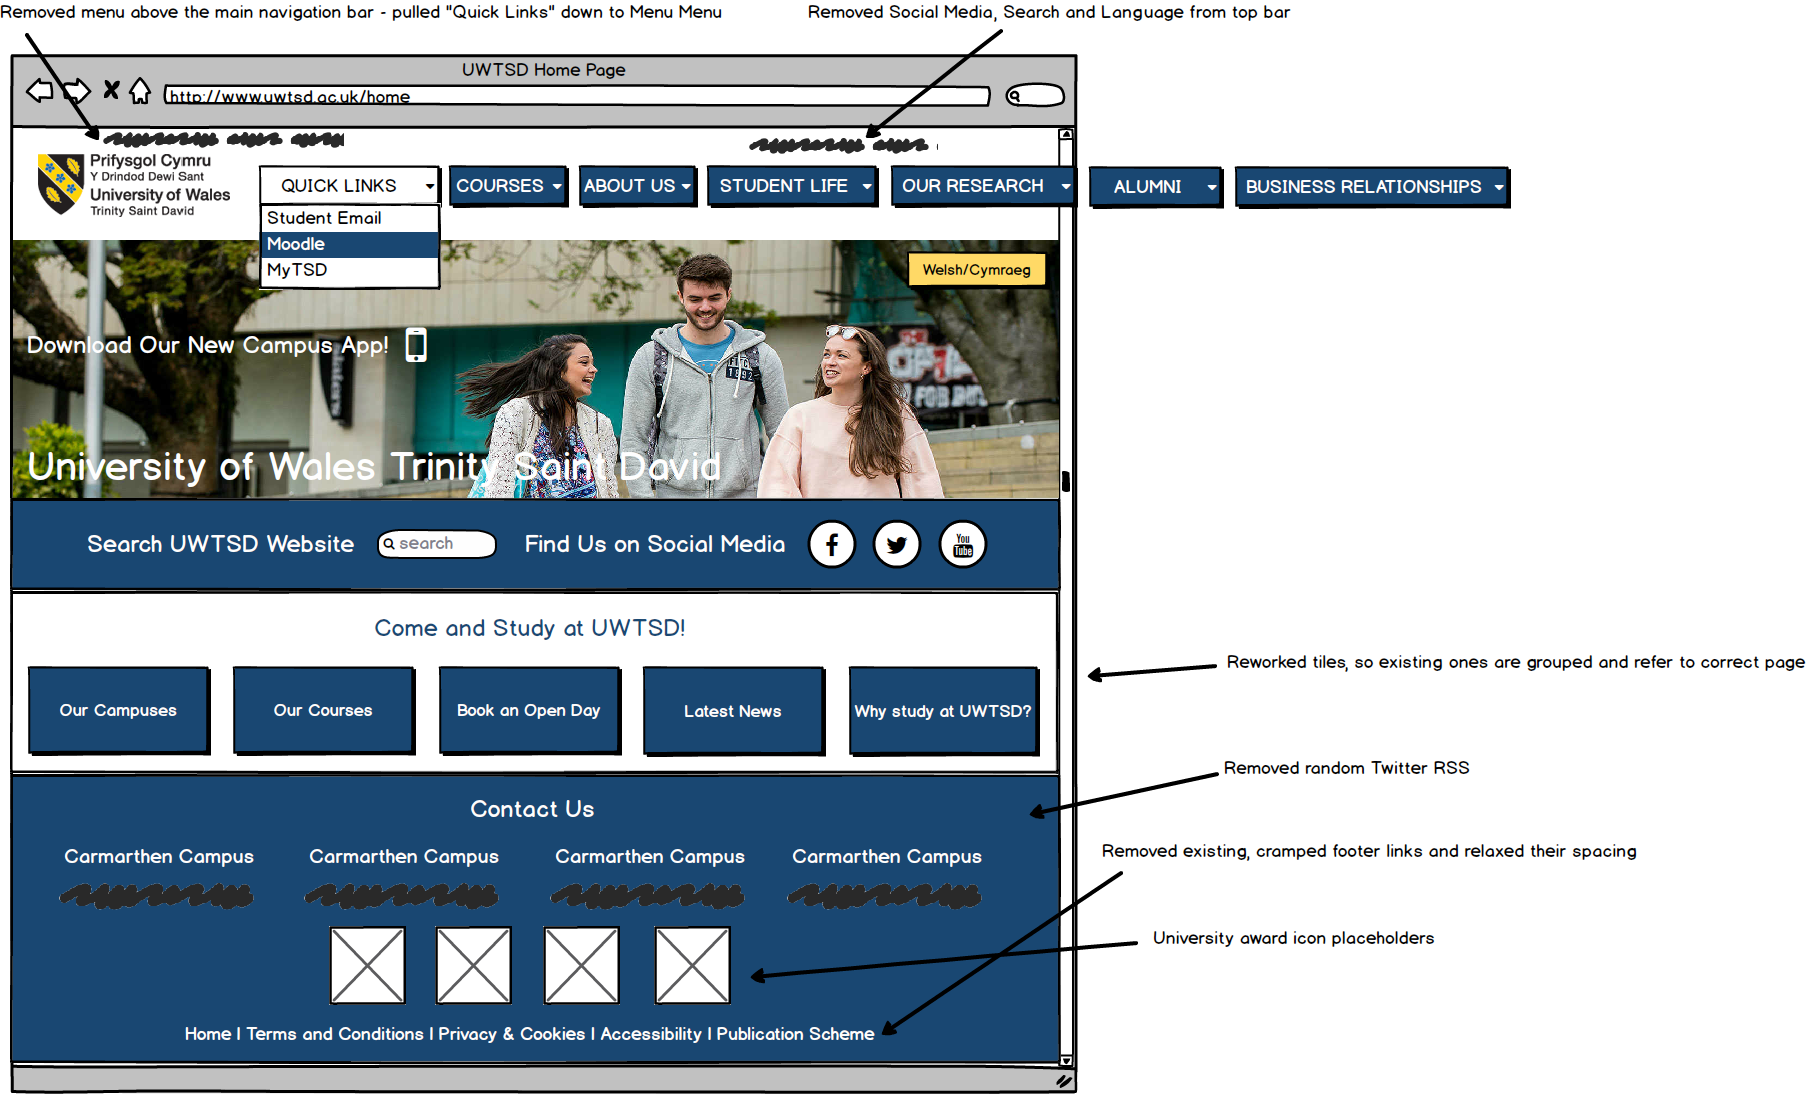 Removed menu above the main navigation bar - pulled "Quick Links" down to Menu Menu
Removed Social Media, Search and Language from top bar
UWTSD Home Page
http://www.uwtsd.ac.uk/home
Prifysgol Cymru
Y Drindod Dewi Sant
University of Wales
Trinity Saint David
QUICK LINKS
COURSES
ABOUT US
STUDENT LIFE
OUR RESEARCH
ALUMNI
BUSINESS RELATIONSHIPS
Student Email
Moodle
MyTSD
Welsh/Cymraeg
Download Our New Campus App!
1892
University of Wales Trinity Saint David
Search UWTSD Website
search
Find Us on Social Media
f
You
Tube
Come and Study at UWTSD!
Reworked tiles, so existing ones are grouped and refer to correct page
Our Campuses
Our Courses
Book an Open Day
Latest News
Why study at UWTSD?
Removed random Twitter RSS
Contact Us
Removed existing, cramped footer links and relaxed their spacing
Carmarthen Campus
Carmarthen Campus
Carmarthen Campus
Carmarthen Campus
University award icon placeholders
Home | Terms and Conditions | Privacy & Cookies | Accessibility | Publication Scheme